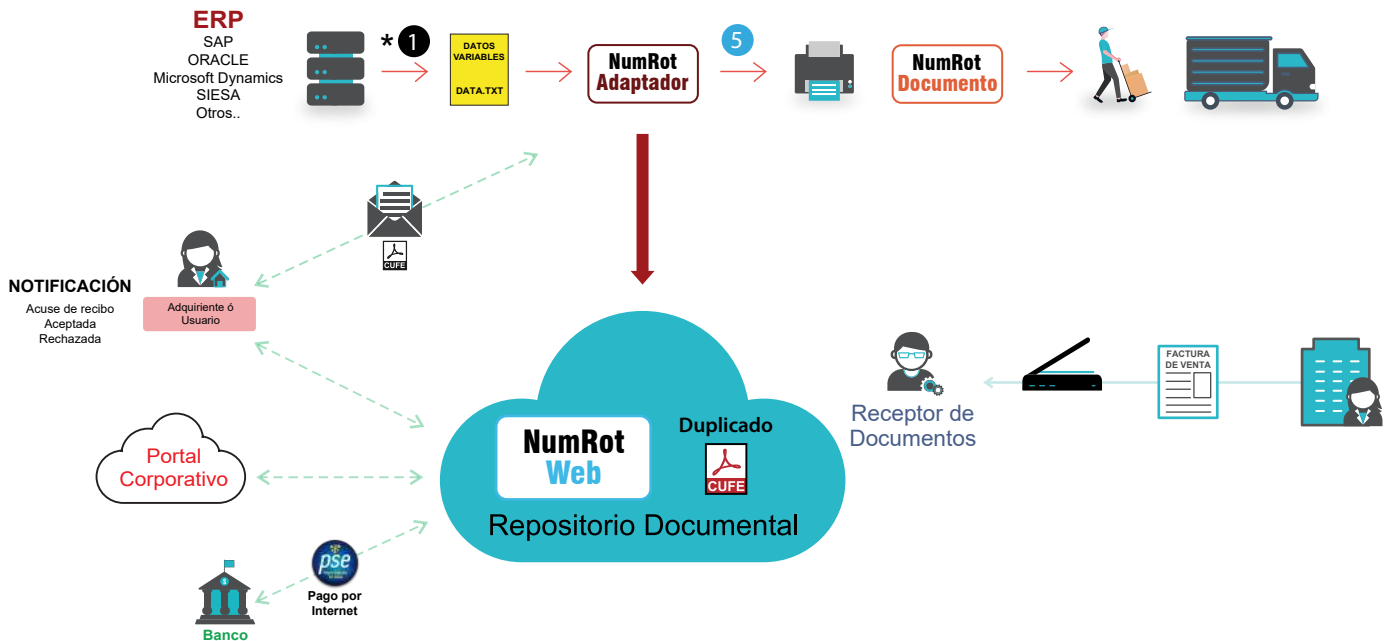 ERP
SAP
ORACLE
Microsoft Dynamics
SIESA
Otros..
* 1
DATOS
VARIABLES
DATA.TXT
NumRot
Adaptador
5
NumRot
Documento
CUFE
NOTIFICACIÓN
Acuse de recibo
Aceptada
Rechazada
Adquiriente ó
Usuario
Portal
Corporativo
NumRot
Web
Duplicado
CUFE
Repositorio Documental
Receptor de
Documentos
FACTURA
DE VENTA
pse
Pago por
Internet
$
Banco